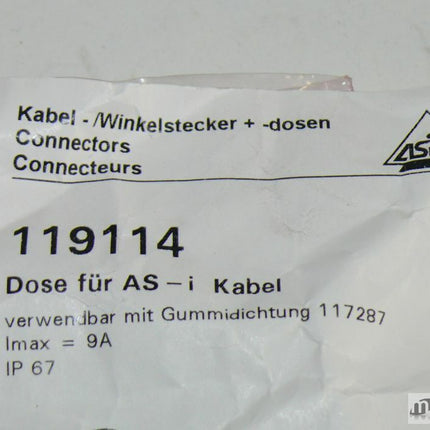 Kabel - /Winkelstecker + -dosen
Connectors
Connecteurs
119114
Dose für AS - i Kabel
verwendbar mit Gummidichtung 117287
Imax = 9A
IP 67